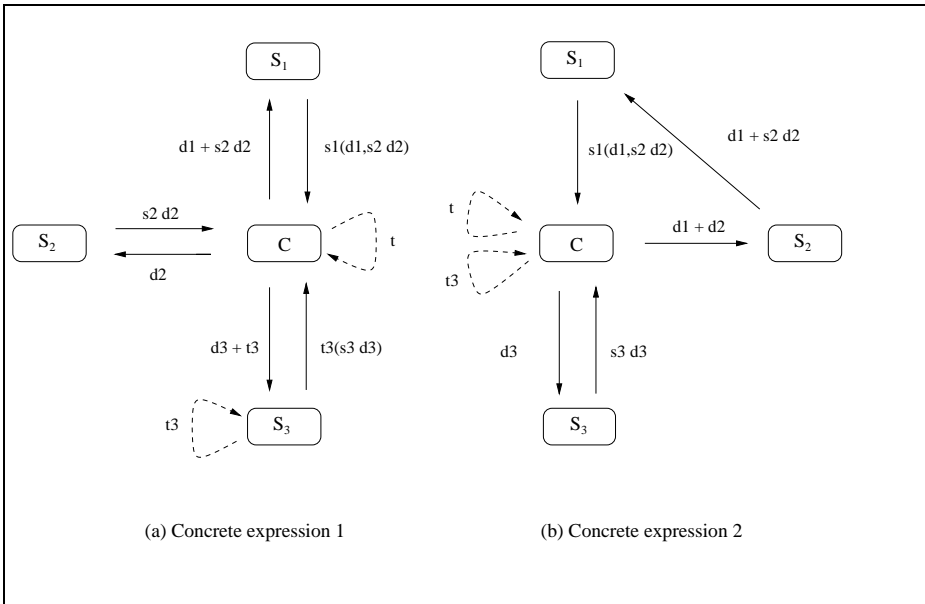 S1
d1 + s2 d2
s1(d1,s2 d2)
s2 d2
S2
C
t
d2
d3 + t3
t3(s3 d3)
t3
S3
(a) Concrete expression 1
S1
d1 + s2 d2
s1(d1,s2 d2)
t
C
d1 + d2
S2
t3
d3
s3 d3
S3
(b) Concrete expression 2